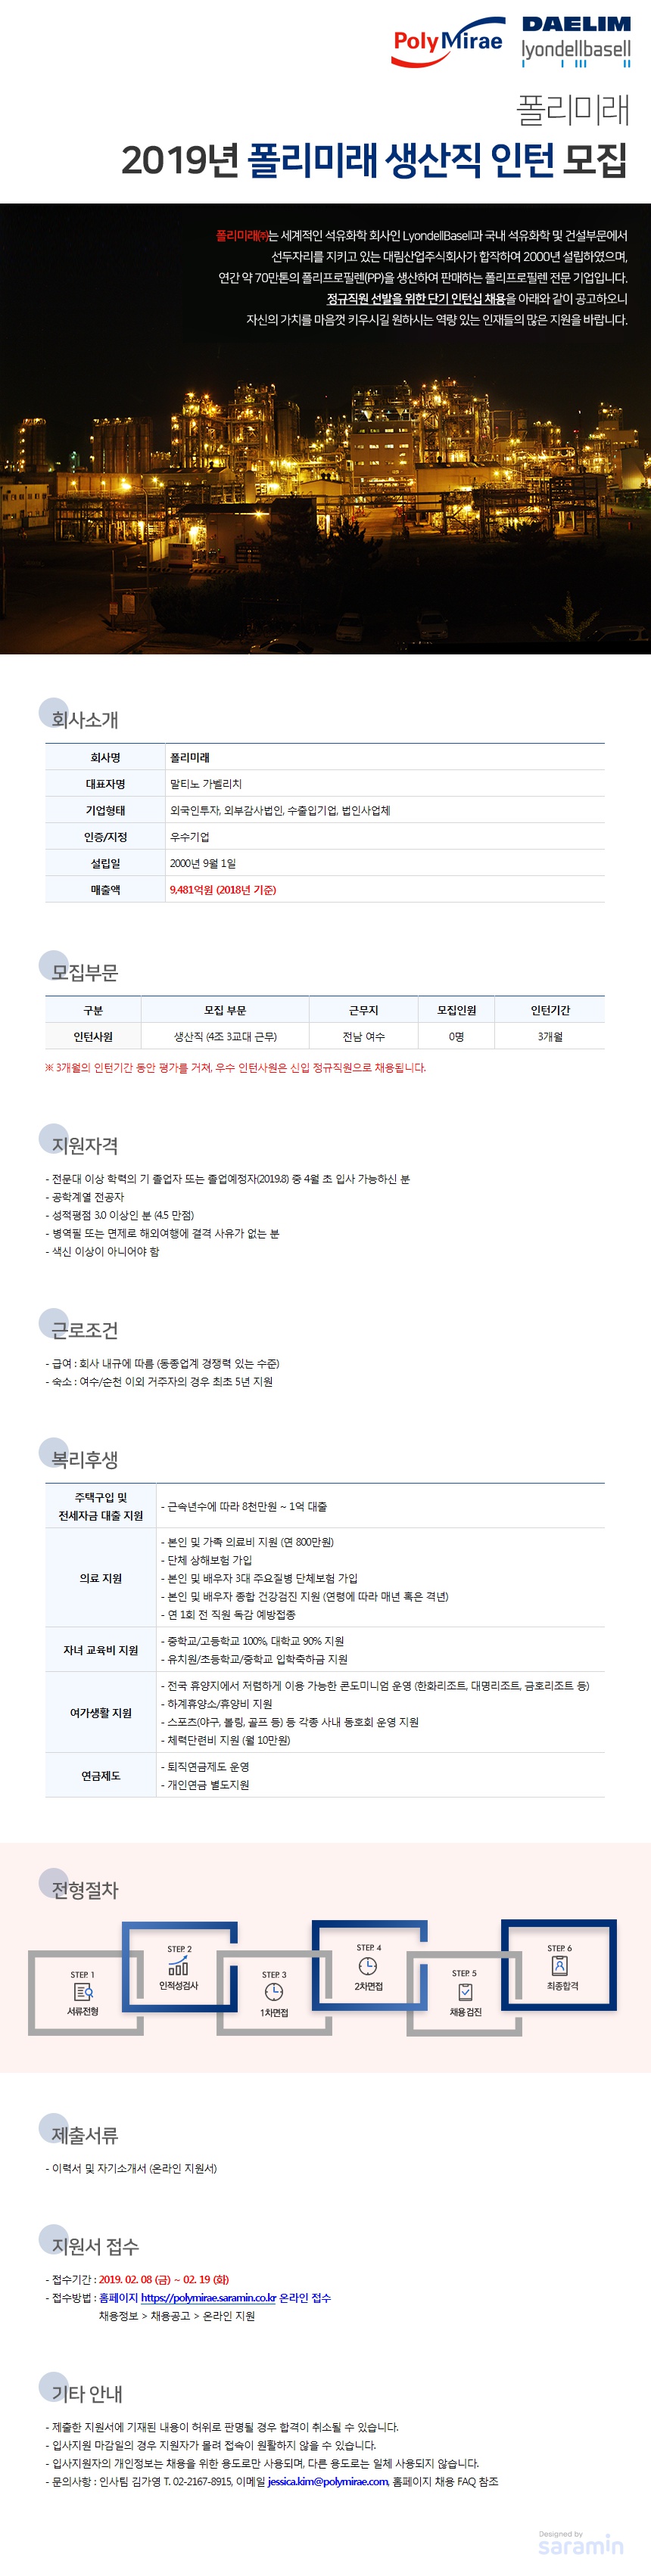 PolyMirae
DAELIM
lyondellbasell
폴리미래
2019년 폴리미래 생산직 인턴 모집
폴리미래㈜는 세계적인 석유화학 회사인 LyondellBasell과 국내 석유화학 및 건설부문에서
선두자리를 지키고 있는 대림산업주식회사가 합작하여 2000년 설립하였으며,
연간 약 70만톤의 폴리프로필렌(PP)을 생산하여 판매하는 폴리프로필렌 전문 기업입니다.
정규직원 선발을 위한 단기 인턴십 채용을 아래와 같이 공고하오니
자신의 가치를 마음껏 키우시길 원하시는 역량 있는 인재들의 많은 지원을 바랍니다.
회사소개
회사명 폴리미래
대표자명 말티노 가벨리치
기업형태 외국인투자, 외부감사법인, 수출입기업, 법인사업체
인증/지정 우수기업
설립일 2000년 9월 1일
매출액 9,481억원 (2018년 기준)
모집부문
구분 모집 부문 근무지 모집인원 인턴기간
인턴사원 생산직 (4조 3교대 근무) 전남 여수 0명 3개월
※ 3개월의 인턴기간 동안 평가를 거쳐, 우수 인턴사원은 신입 정규직원으로 채용됩니다.
지원자격
- 전문대 이상 학력의 기 졸업자 또는 졸업예정자(2019.8) 중 4월 초 입사 가능하신 분
- 공학계열 전공자
- 성적평점 3.0 이상인 분 (4.5 만점)
- 병역필 또는 면제로 해외여행에 결격 사유가 없는 분
- 색신 이상이 아니어야 함
근로조건
- 급여 : 회사 내규에 따름 (동종업계 경쟁력 있는 수준)
- 숙소 : 여수/순천 이외 거주자의 경우 최초 5년 지원
복리후생
주택구입 및
전세자금 대출 지원
- 근속년수에 따라 8천만원 ~ 1억 대출
의료 지원
- 본인 및 가족 의료비 지원 (연 800만원)
- 단체 상해보험 가입
- 본인 및 배우자 3대 주요질병 단체보험 가입
- 본인 및 배우자 종합 건강검진 지원 (연령에 따라 매년 혹은 격년)
- 연 1회 전 직원 독감 예방접종
자녀 교육비 지원
- 중학교/고등학교 100%, 대학교 90% 지원
- 유치원/초등학교/중학교 입학축하금 지원
여가생활 지원
- 전국 휴양지에서 저렴하게 이용 가능한 콘도미니엄 운영 (한화리조트, 대명리조트, 금호리조트 등)
- 하계휴양소/휴양비 지원
- 스포츠(야구, 볼링, 골프 등) 등 각종 사내 동호회 운영 지원
- 체력단련비 지원 (월 10만원)
연금제도
- 퇴직연금제도 운영
- 개인연금 별도지원
전형절차
STEP. 1
서류전형
STEP. 2
인적성검사
STEP. 3
1차면접
STEP. 4
2차면접
STEP. 5
채용검진
STEP. 6
최종합격
제출서류
- 이력서 및 자기소개서 (온라인 지원서)
지원서 접수
- 접수기간 : 2019. 02. 08 (금) ~ 02. 19 (화)
- 접수방법 : 홈페이지 https://polymirae.saramin.co.kr 온라인 접수
채용정보 > 채용공고 > 온라인 지원
기타 안내
- 제출한 지원서에 기재된 내용이 허위로 판명될 경우 합격이 취소될 수 있습니다.
- 입사지원 마감일의 경우 지원자가 몰려 접속이 원활하지 않을 수 있습니다.
- 입사지원자의 개인정보는 채용을 위한 용도로만 사용되며, 다른 용도로는 일체 사용되지 않습니다.
- 문의사항 : 인사팀 김가영 T. 02-2167-8915, 이메일 jessica.kim@polymirae.com, 홈페이지 채용 FAQ 참조
Designed by
saramin